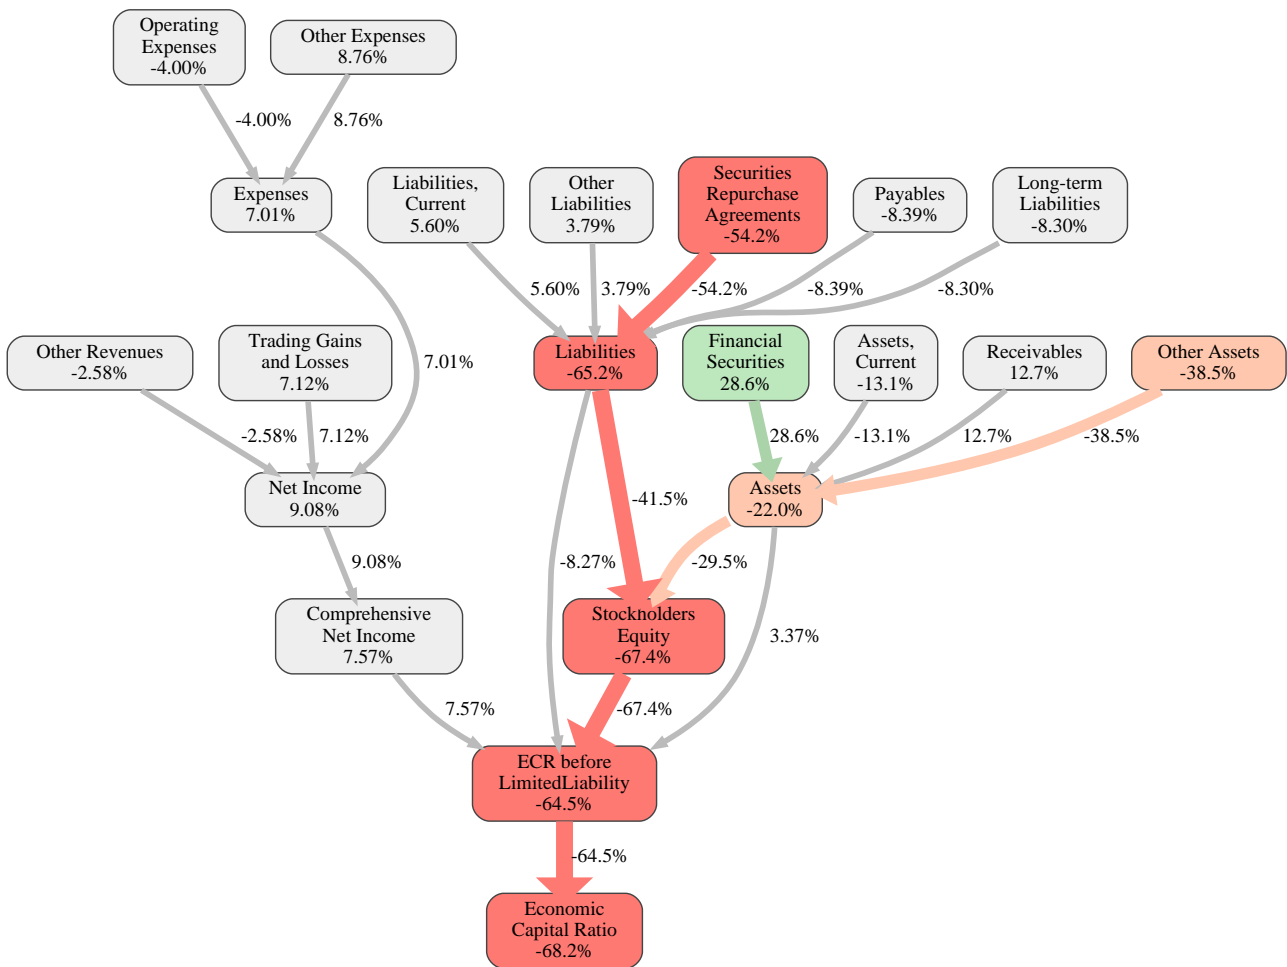 Operating
Expenses
-4.00%
Other Expenses
8.76%
-4.00%
8.76%
Expenses
7.01%
Liabilities,
Current
5.60%
Other
Liabilities
3.79%
Securities
Repurchase
Agreements
-54.2%
Payables
-8.39%
Long-term
Liabilities
-8.30%
5.60%
3.79%
-54.2%
-8.39%
-8.30%
Other Revenues
-2.58%
Trading Gains
and Losses
7.12%
7.01%
Liabilities
-65.2%
Financial
Securities
28.6%
Assets,
Current
-13.1%
Receivables
12.7%
Other Assets
-38.5%
-2.58%
7.12%
28.6%
-13.1%
12.7%
-38.5%
Net Income
9.08%
-41.5%
Assets
-22.0%
9.08%
-8.27%
-29.5%
Comprehensive
Net Income
7.57%
Stockholders
Equity
-67.4%
3.37%
7.57%
-67.4%
ECR before
LimitedLiability
-64.5%
-64.5%
Economic
Capital Ratio
-68.2%